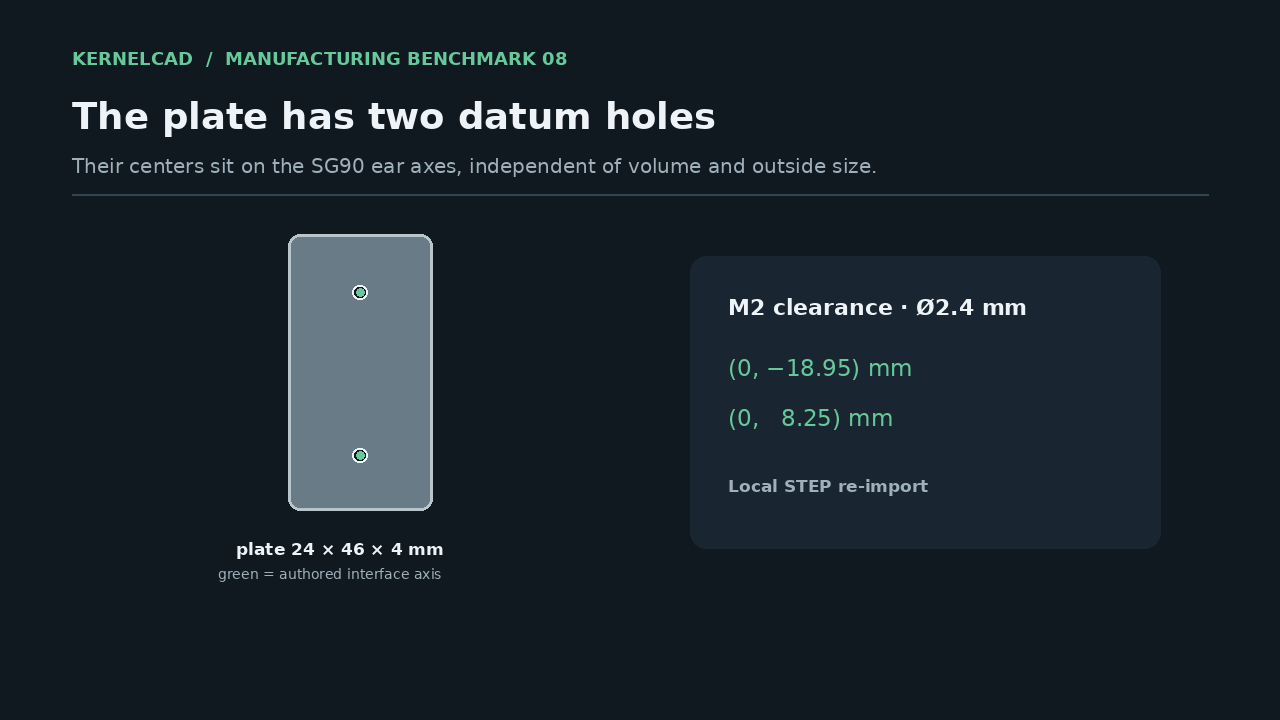 KERNELCAD / MANUFACTURING BENCHMARK 08
The plate has two datum holes
Their centers sit on the SG90 ear axes, independent of volume and outside size.
M2 clearance · Ø2.4 mm
(0, −18.95) mm
(0, 8.25) mm
Local STEP re-import
plate 24 × 46 × 4 mm
green = authored interface axis